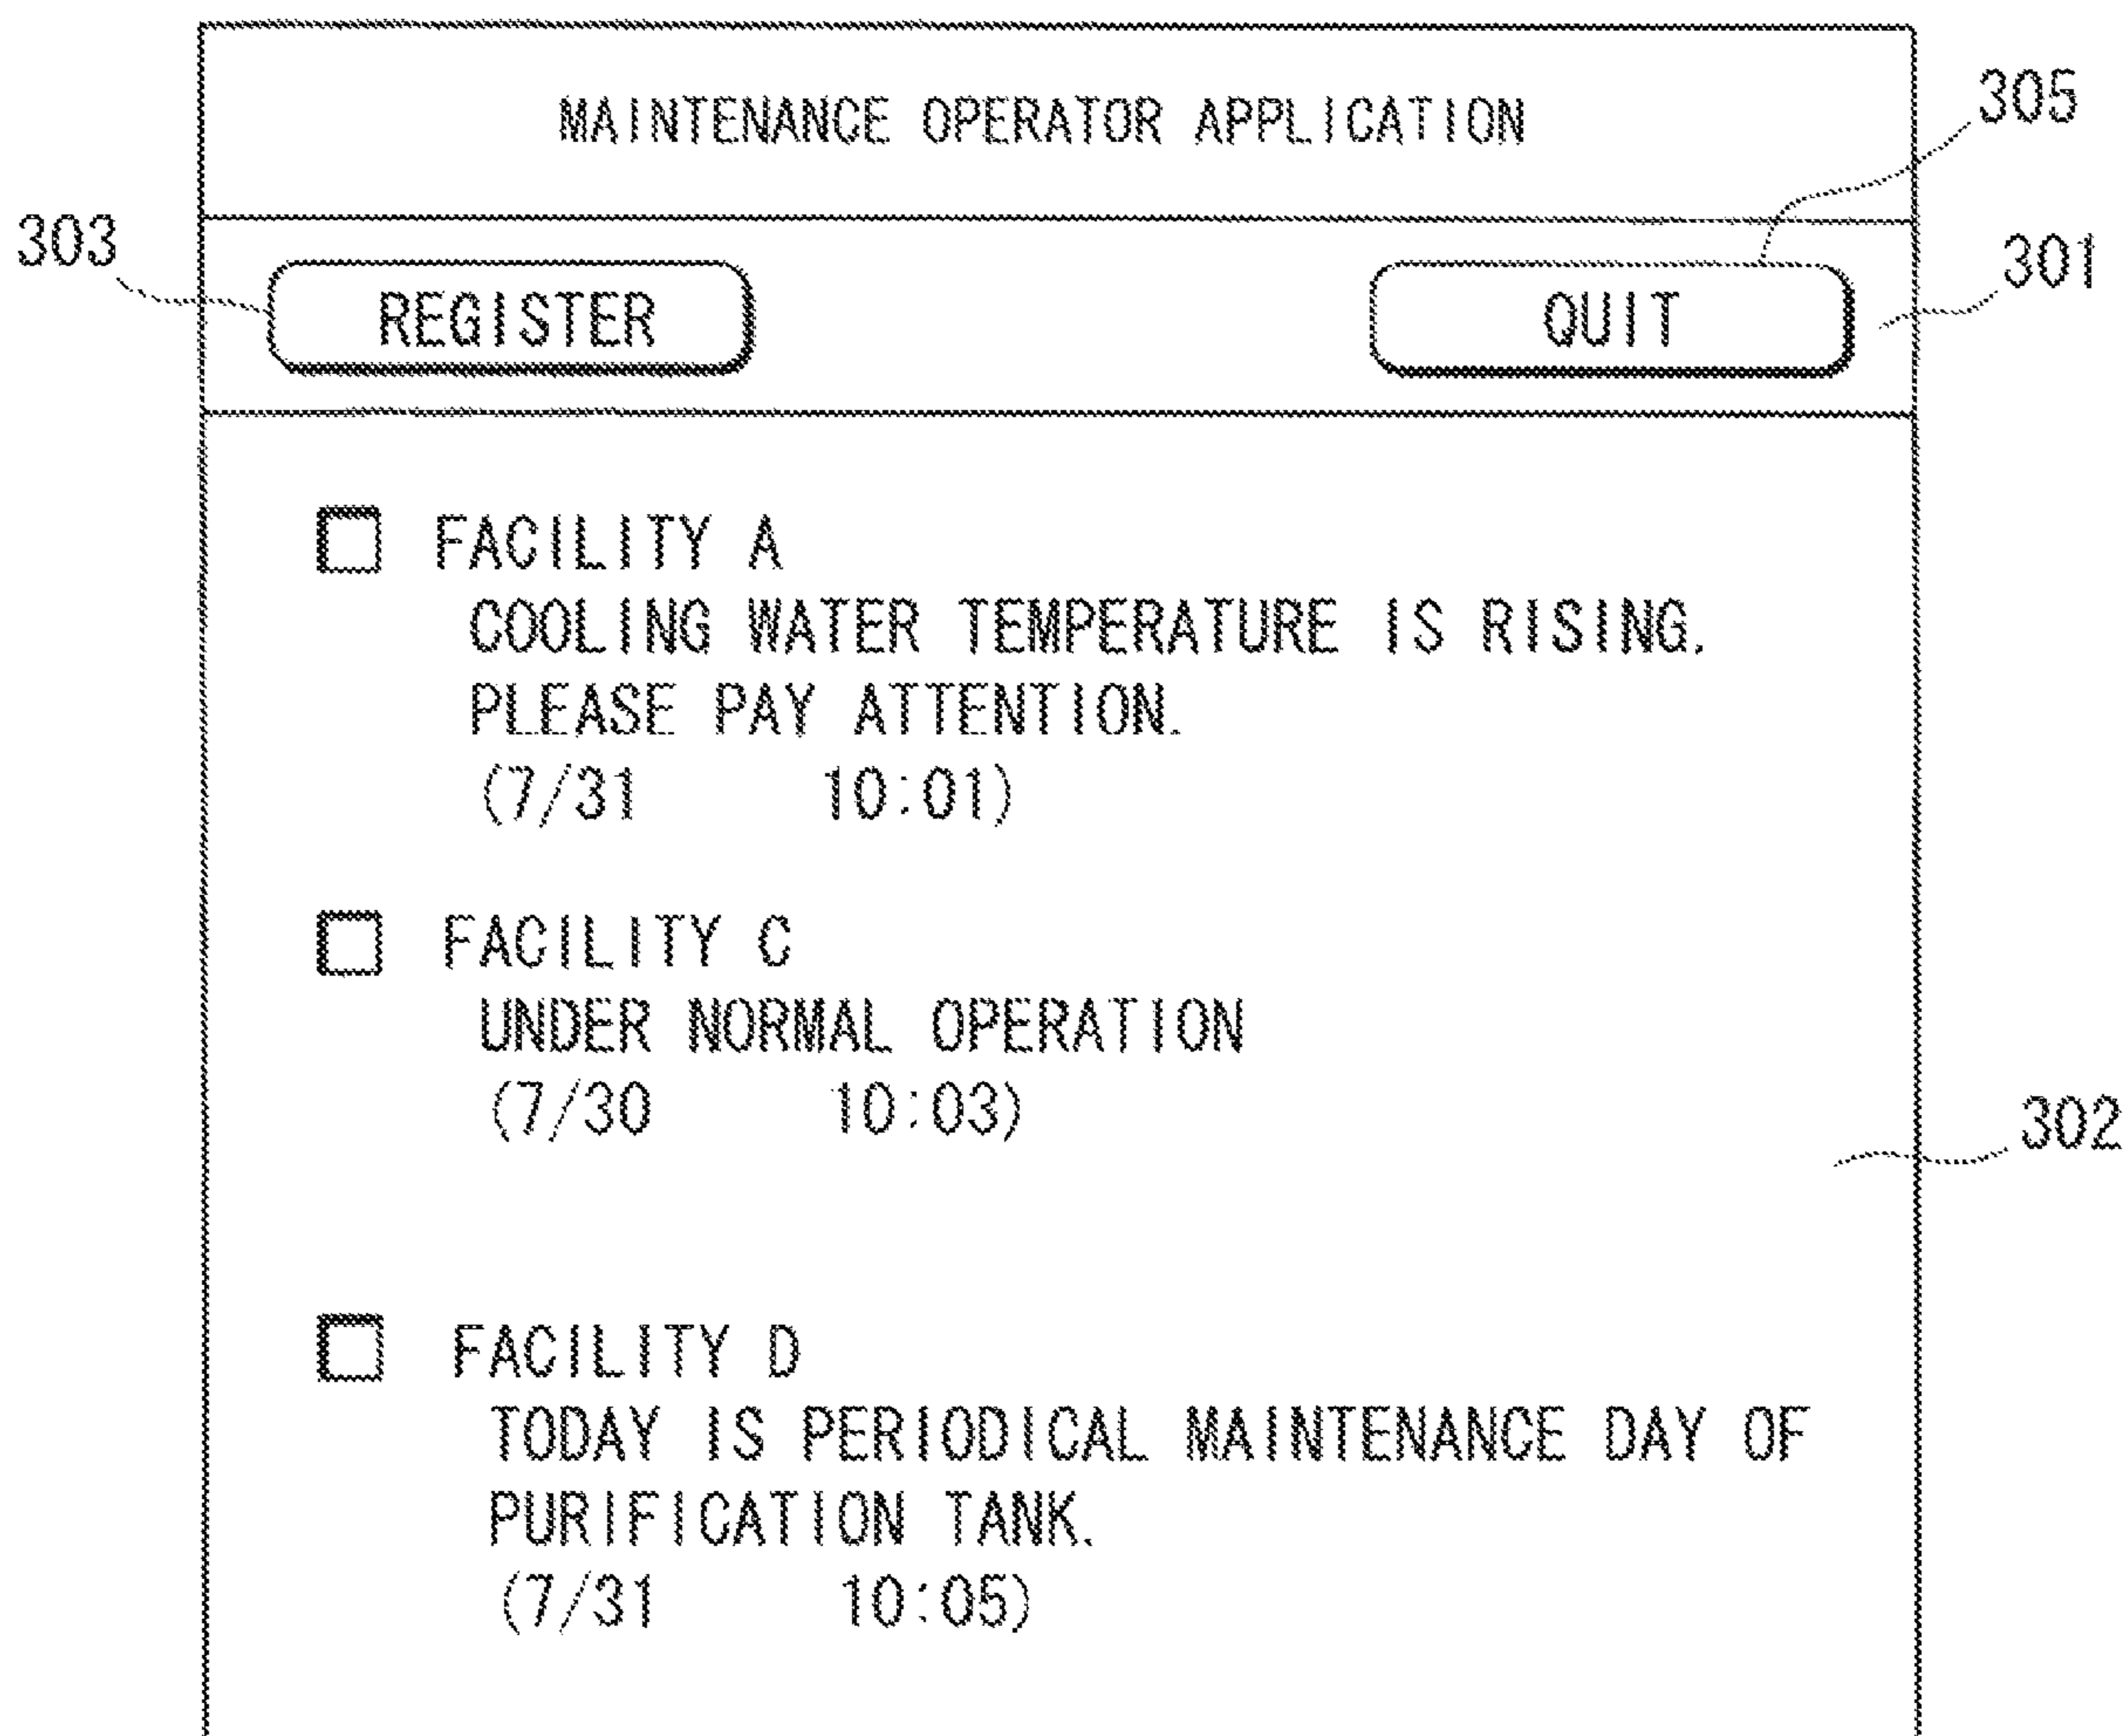 MAINTENANCE OPERATOR APPLICATION
305
303
REGISTER
QUIT
301
FACILITY A
COOLING WATER TEMPERATURE IS RISING.
PLEASE PAY ATTENTION.
(7/31 10:01)
FACILITY C
UNDER NORMAL OPERATION
(7/30 10:03)
302
FACILITY D
TODAY IS PERIODICAL MAINTENANCE DAY OF
PURIFICATION TANK.
(7/31 10:05)